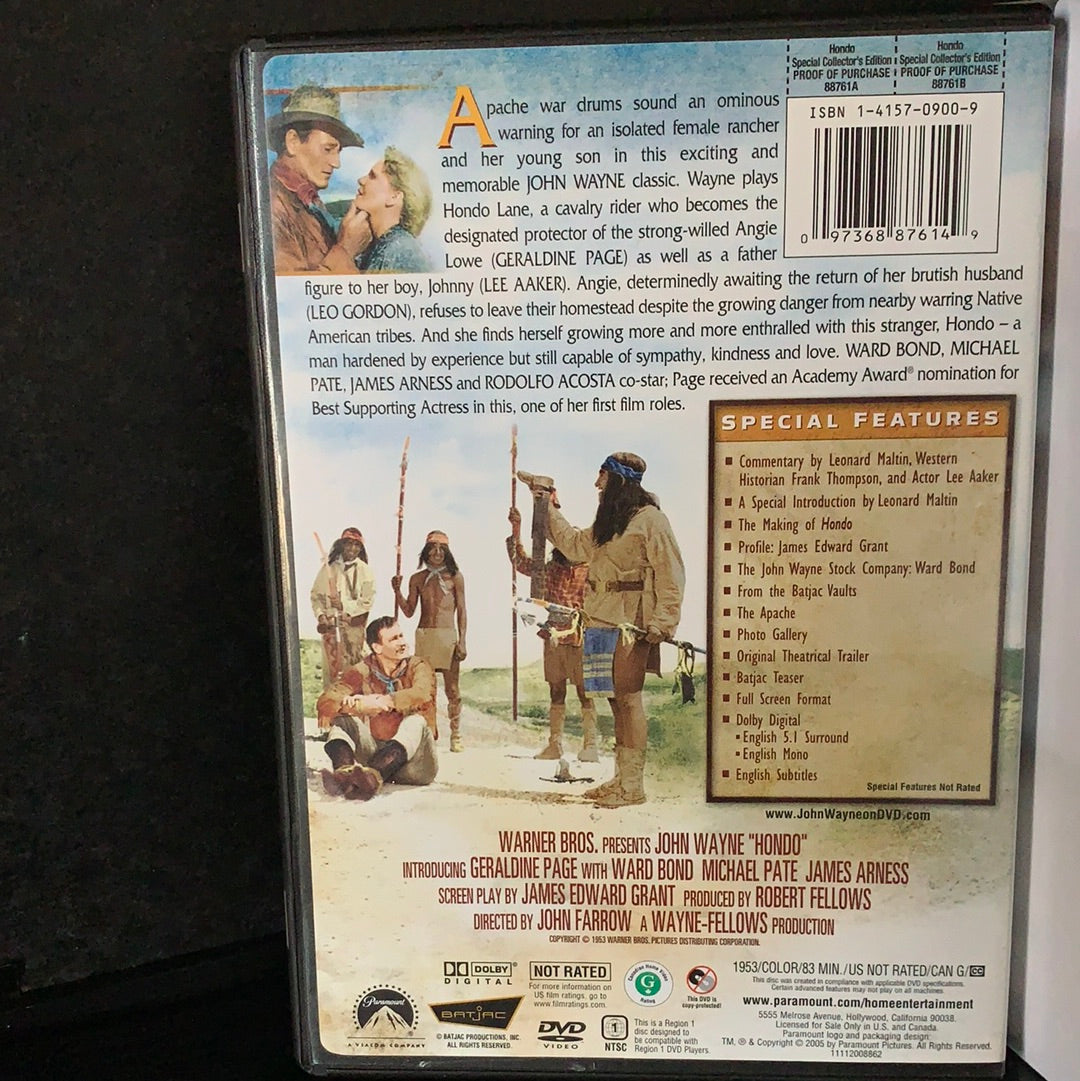 Hondo
Special Collector's Edition
PROOF OF PURCHASE
88761A
Hondo
Special Collector's Edition
PROOF OF PURCHASE
88761B
ISBN 1-4157-0900-9
0 97368 87614 9
Apache war drums sound an ominous
warning for an isolated female rancher
and her young son in this exciting and
memorable JOHN WAYNE classic. Wayne plays
Hondo Lane, a cavalry rider who becomes the
designated protector of the strong-willed Angie
Lowe (GERALDINE PAGE) as well as a father
figure to her boy, Johnny (LEE AAKER). Angie, determinedly awaiting the return of her brutish husband
(LEO GORDON), refuses to leave their homestead despite the growing danger from nearby warring Native
American tribes. And she finds herself growing more and more enthralled with this stranger, Hondo – a
man hardened by experience but still capable of sympathy, kindness and love. WARD BOND, MICHAEL
PATE, JAMES ARNESS and RODOLFO ACOSTA co-star; Page received an Academy Award® nomination for
Best Supporting Actress in this, one of her first film roles.
SPECIAL FEATURES
■ Commentary by Leonard Maltin, Western
Historian Frank Thompson, and Actor Lee Aaker
■ A Special Introduction by Leonard Maltin
■ The Making of Hondo
■ Profile: James Edward Grant
■ The John Wayne Stock Company: Ward Bond
■ From the Batjac Vaults
■ The Apache
■ Photo Gallery
■ Original Theatrical Trailer
■ Batjac Teaser
■ Full Screen Format
■ Dolby Digital
▪ English 5.1 Surround
▪ English Mono
■ English Subtitles
Special Features Not Rated
www.JohnWayneonDVD.com
WARNER BROS. PRESENTS JOHN WAYNE "HONDO"
INTRODUCING GERALDINE PAGE WITH WARD BOND MICHAEL PATE JAMES ARNESS
SCREEN PLAY BY JAMES EDWARD GRANT PRODUCED BY ROBERT FELLOWS
DIRECTED BY JOHN FARROW A WAYNE-FELLOWS PRODUCTION
COPYRIGHT © 1953 WARNER BROS. PICTURES DISTRIBUTING CORPORATION.
DOLBY®
DIGITAL
NOT RATED
For more information on
US film ratings, go to
www.filmratings.com.
Canadian Home Video
G
Rating
This DVD is
copy-protected!
1953/COLOR/83 MIN./US NOT RATED/CAN G/CC
This disc was created in compliance with applicable DVD specifications.
Certain advanced features may not play on all machines.
www.paramount.com/homeentertainment
5555 Melrose Avenue, Hollywood, California 90038.
Licensed for Sale Only in U.S. and Canada.
Paramount logo and packaging design:
TM, ® & Copyright © 2005 by Paramount Pictures. All Rights Reserved.
11112008862
Paramount
A VIACOM COMPANY
BATJAC
© BATJAC PRODUCTIONS, INC.
ALL RIGHTS RESERVED.
DVD
VIDEO
1
NTSC
This is a Region 1
disc designed to
be compatible with
Region 1 DVD Players.